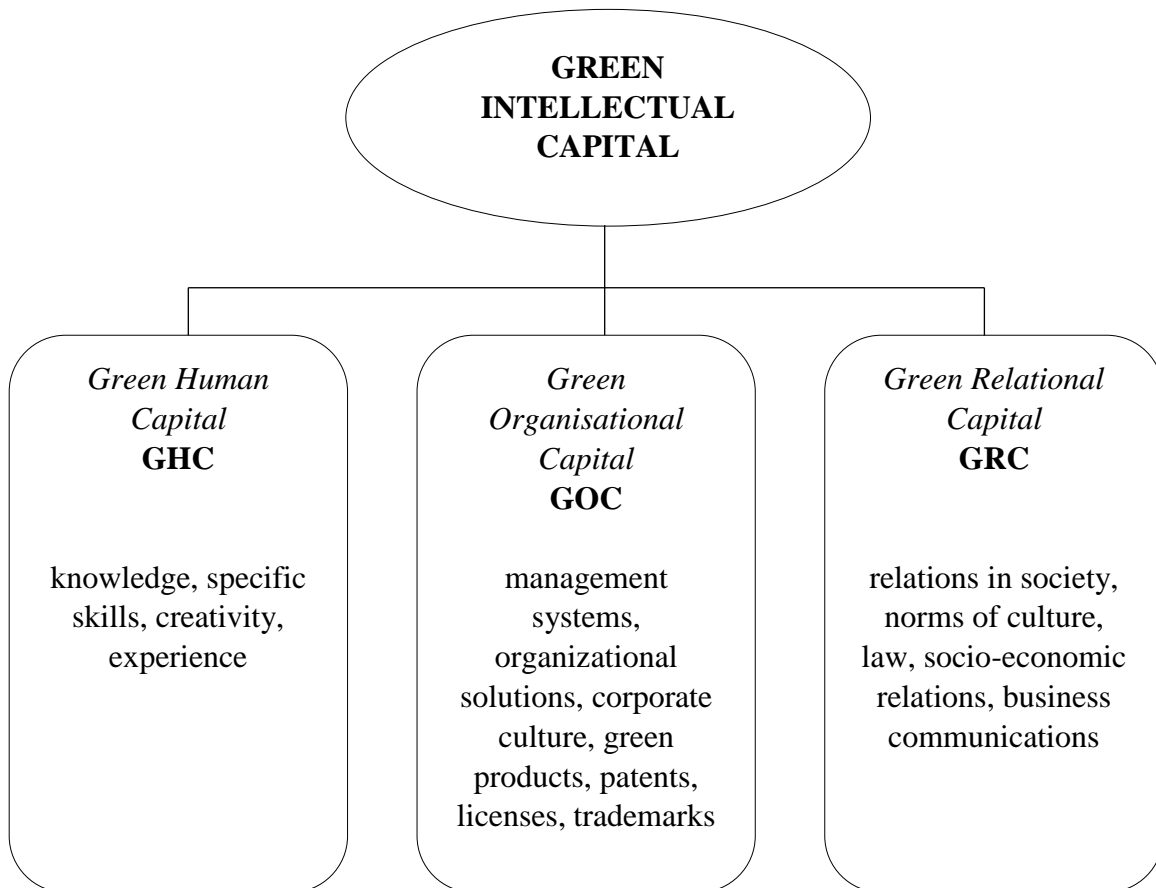 GREEN
INTELLECTUAL
CAPITAL
Green Human
Capital
GHC
knowledge, specific
skills, creativity,
experience
Green
Organisational
Capital
GOC
management
systems,
organizational
solutions, corporate
culture, green
products, patents,
licenses, trademarks
Green Relational
Capital
GRC
relations in society,
norms of culture,
law, socio-economic
relations, business
communications